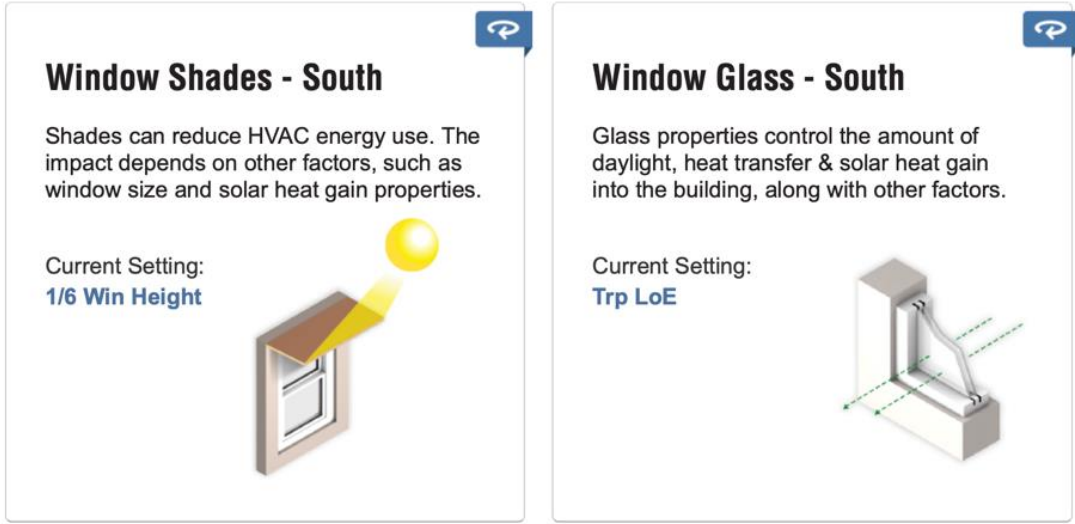 Window Shades - South
Shades can reduce HVAC energy use. The
impact depends on other factors, such as
window size and solar heat gain properties.
Current Setting:
1/6 Win Height
Window Glass - South
Glass properties control the amount of
daylight, heat transfer & solar heat gain
into the building, along with other factors.
Current Setting:
Trp LoE